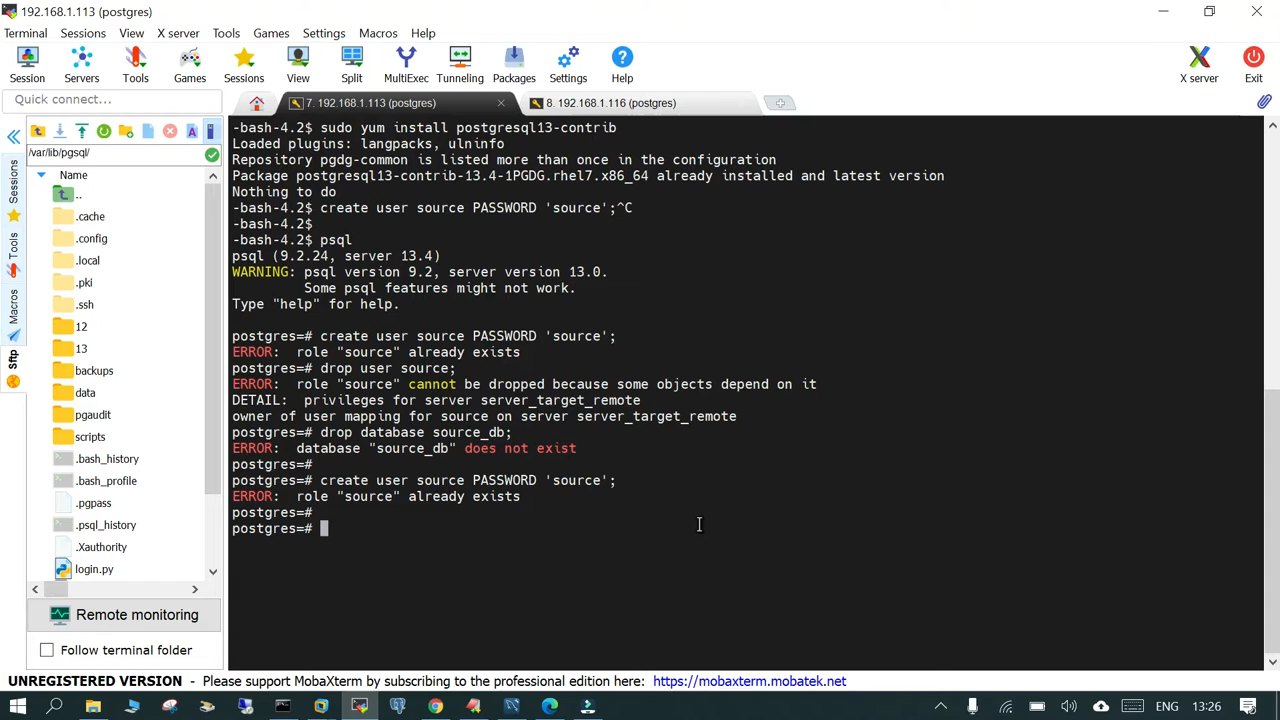 192.168.1.113 (postgres)
Terminal Sessions View X server Tools Games Settings Macros Help
Session Servers Tools Games Sessions View Split MultiExec Tunneling Packages Settings Help X server Exit
Quick connect...
7. 192.168.1.113 (postgres)
8. 192.168.1.116 (postgres)
Sessions
Tools
Macros
Sftp
/var/lib/pgsql/
Name
..
.cache
.config
.local
.pki
.ssh
12
13
backups
data
pgaudit
scripts
.bash_history
.bash_profile
.pgpass
.psql_history
.Xauthority
login.py
Remote monitoring
Follow terminal folder
-bash-4.2$ sudo yum install postgresql13-contrib
Loaded plugins: langpacks, ulninfo
Repository pgdg-common is listed more than once in the configuration
Package postgresql13-contrib-13.4-1PGDG.rhel7.x86_64 already installed and latest version
Nothing to do
-bash-4.2$ create user source PASSWORD 'source';^C
-bash-4.2$
-bash-4.2$ psql
psql (9.2.24, server 13.4)
WARNING: psql version 9.2, server version 13.0.
Some psql features might not work.
Type "help" for help.
postgres=# create user source PASSWORD 'source';
ERROR:  role "source" already exists
postgres=# drop user source;
ERROR:  role "source" cannot be dropped because some objects depend on it
DETAIL:  privileges for server server_target_remote
owner of user mapping for source on server server_target_remote
postgres=# drop database source_db;
ERROR:  database "source_db" does not exist
postgres=#
postgres=# create user source PASSWORD 'source';
ERROR:  role "source" already exists
postgres=#
postgres=#
UNREGISTERED VERSION - Please support MobaXterm by subscribing to the professional edition here: https://mobaxterm.mobatek.net
ENG 13:26